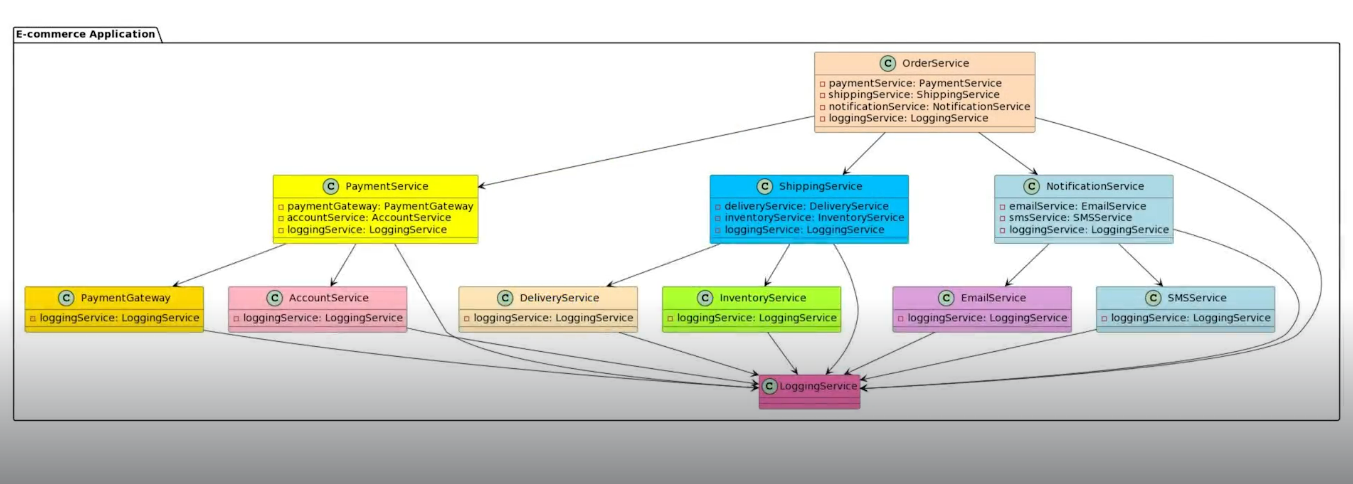 E-commerce Application
C OrderService
paymentService: PaymentService
shippingService: ShippingService
notificationService: NotificationService
loggingService: LoggingService
C PaymentService
paymentGateway: PaymentGateway
accountService: AccountService
loggingService: LoggingService
C ShippingService
deliveryService: DeliveryService
inventoryService: InventoryService
loggingService: LoggingService
C NotificationService
emailService: EmailService
smsService: SMSService
loggingService: LoggingService
C PaymentGateway
loggingService: LoggingService
C AccountService
loggingService: LoggingService
C DeliveryService
loggingService: LoggingService
C InventoryService
loggingService: LoggingService
C EmailService
loggingService: LoggingService
C SMSService
loggingService: LoggingService
C LoggingService